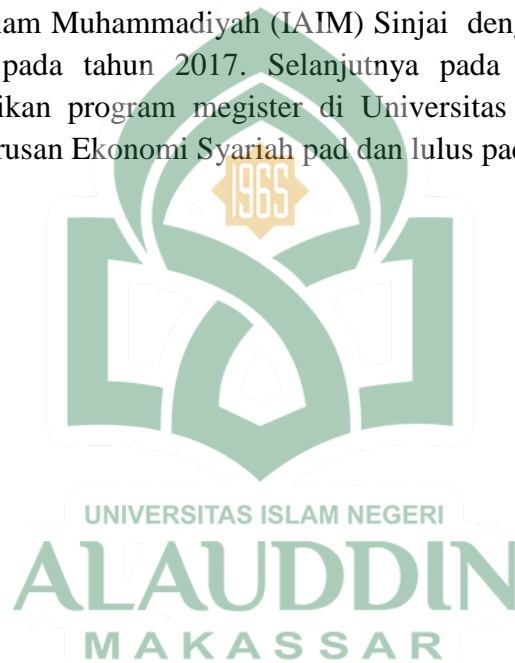 lam Muhammadiyah (IAIM) Sinjai deng
pada tahun 2017. Selanjutnya pada
ikan program megister di Universitas
rusan Ekonomi Syariah pad dan lulus pad
1965
UNIVERSITAS ISLAM NEGERI
ALAUDDIN
MAKASSAR